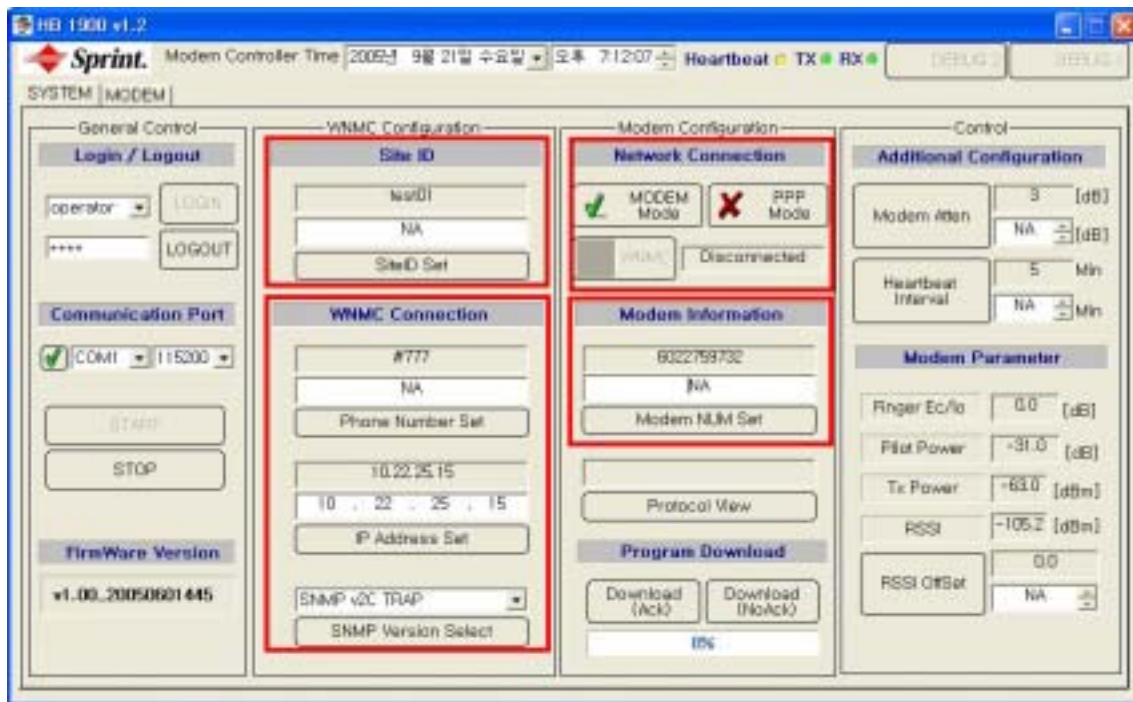 HB 1900 v1.2
Sprint. Modem Controller Time 2005년 9월 21일 수요일 오후 7:12:07 Heartbeat TX RX DEBUG 2
SYSTEM MODEM
General Control
Login / Logout
operator LOGIN
**** LOGOUT
Communication Port
COM1 115200
START
STOP
FirmWare Version
v1.00_20050601445
WNMC Configuration
Site ID
test01
NA
SiteID Set
WNMC Connection
#777
NA
Phone Number Set
10.22.25.15
10 . 22 . 25 . 15
IP Address Set
SNMP v2C TRAP
SNMP Version Select
Modem Configuration
Network Connection
MODEM Mode PPP Mode
WNMC Disconnected
Modem Information
6022759732
NA
Modem NUM Set
Protocol View
Program Download
Download (Ack) Download (NoAck)
0%
Control
Additional Configuration
Modem Atten 3 [dB]
NA [dB]
Heartbeat Interval 5 Min
NA Min
Modem Parameter
Finger Ec/Io 0.0 [dB]
Pilot Power -31.0 [dB]
Tx Power -63.0 [dBm]
RSSI -105.2 [dBm]
RSSI OffSet 0.0
NA